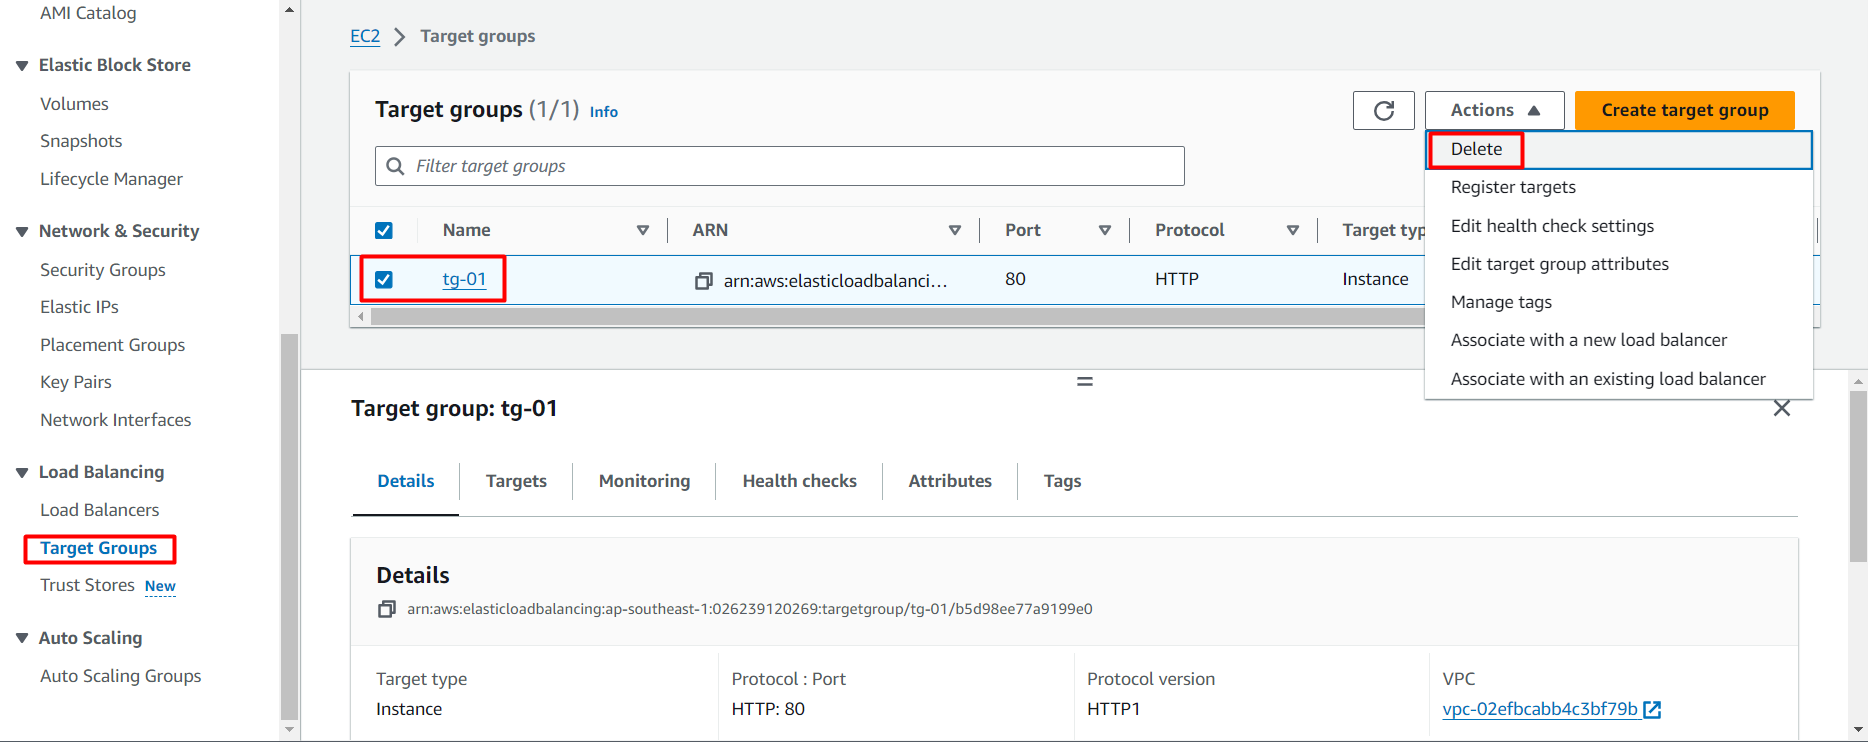 AMI Catalog
Elastic Block Store
Volumes
Snapshots
Lifecycle Manager
Network & Security
Security Groups
Elastic IPs
Placement Groups
Key Pairs
Network Interfaces
Load Balancing
Load Balancers
Target Groups
Trust Stores New
Auto Scaling
Auto Scaling Groups
EC2 > Target groups
Target groups (1/1) Info
Actions
Create target group
Filter target groups
Delete
Register targets
Edit health check settings
Edit target group attributes
Manage tags
Associate with a new load balancer
Associate with an existing load balancer
Name ARN Port Protocol Target typ
tg-01 arn:aws:elasticloadbalanci... 80 HTTP Instance
Target group: tg-01
Details Targets Monitoring Health checks Attributes Tags
Details
arn:aws:elasticloadbalancing:ap-southeast-1:026239120269:targetgroup/tg-01/b5d98ee77a9199e0
Target type Protocol : Port Protocol version VPC
Instance HTTP: 80 HTTP1 vpc-02efbcabb4c3bf79b